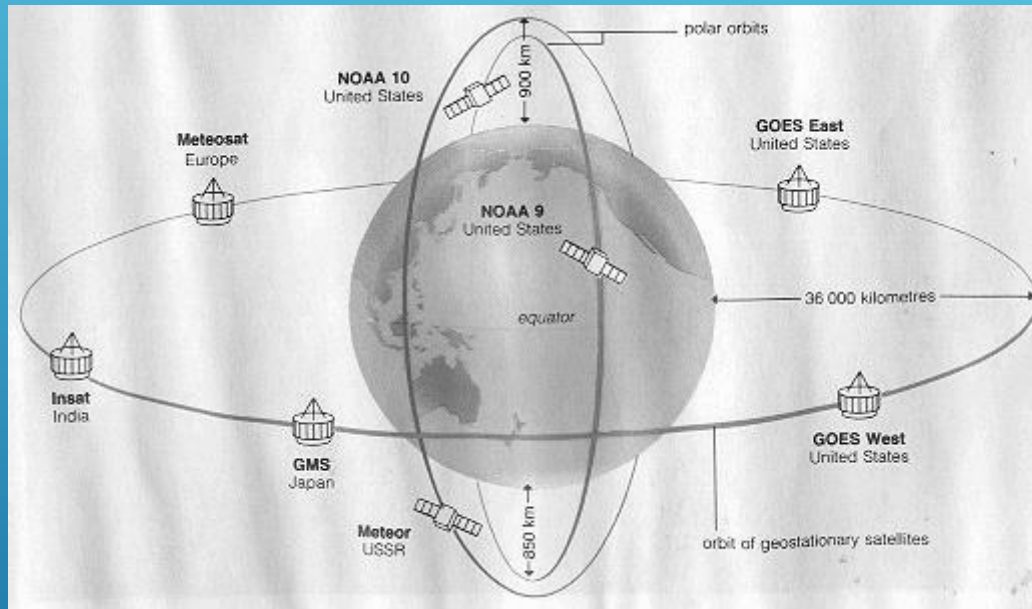 polar orbits
900 km
NOAA 10
United States
Meteosat
Europe
GOES East
United States
NOAA 9
United States
36 000 kilometres
equator
Insat
India
GMS
Japan
GOES West
United States
Meteor
USSR
850 km
orbit of geostationary satellites